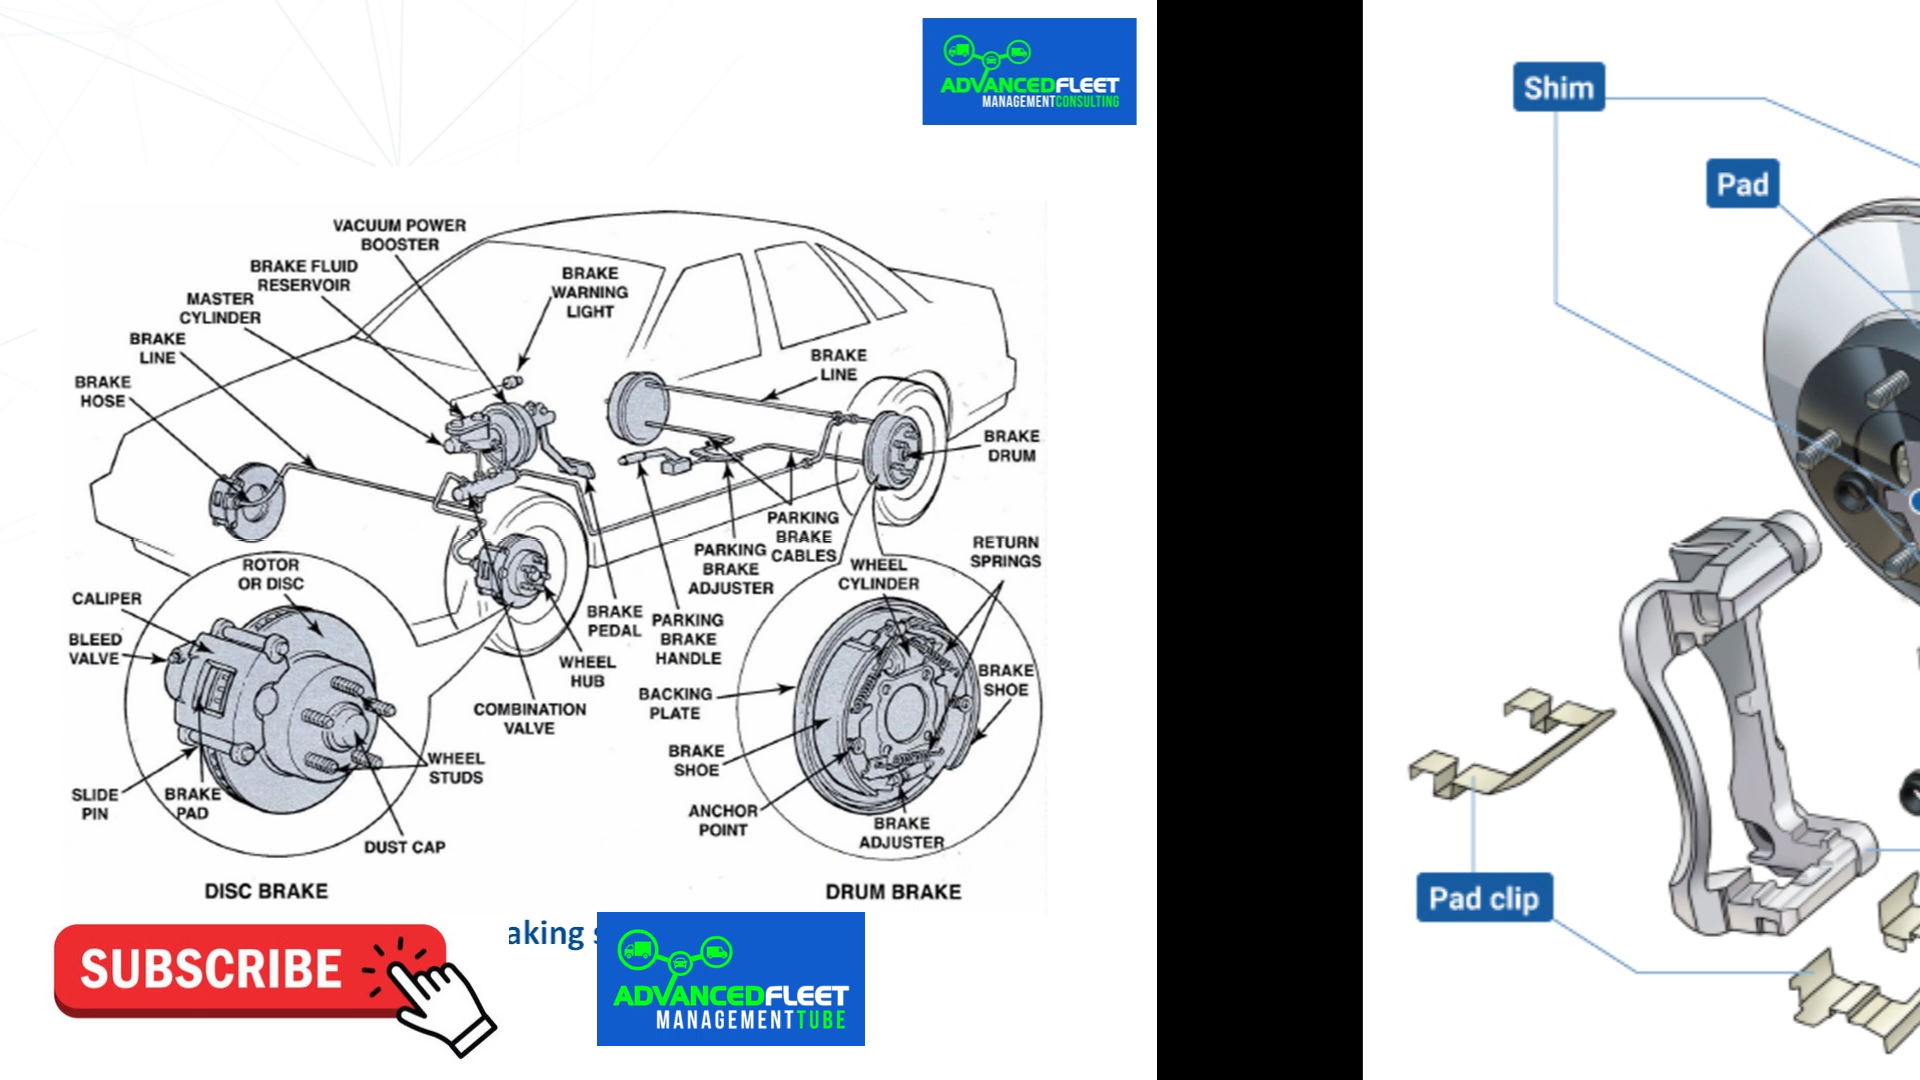 ADVANCEDFLEET
MANAGEMENTCONSULTING
VACUUM POWER
BOOSTER
BRAKE FLUID
RESERVOIR
MASTER
CYLINDER
BRAKE
LINE
BRAKE
HOSE
BRAKE
WARNING
LIGHT
BRAKE
LINE
BRAKE
DRUM
PARKING
BRAKE
CABLES
PARKING
BRAKE
ADJUSTER
RETURN
SPRINGS
WHEEL
CYLINDER
ROTOR
OR DISC
CALIPER
BLEED
VALVE
BRAKE
PEDAL
PARKING
BRAKE
HANDLE
WHEEL
HUB
COMBINATION
VALVE
BACKING
PLATE
BRAKE
SHOE
BRAKE
SHOE
WHEEL
STUDS
SLIDE
PIN
BRAKE
PAD
ANCHOR
POINT
BRAKE
ADJUSTER
DUST CAP
DISC BRAKE
DRUM BRAKE
aking s
SUBSCRIBE
ADVANCEDFLEET
MANAGEMENTTUBE
Shim
Pad
Pad clip